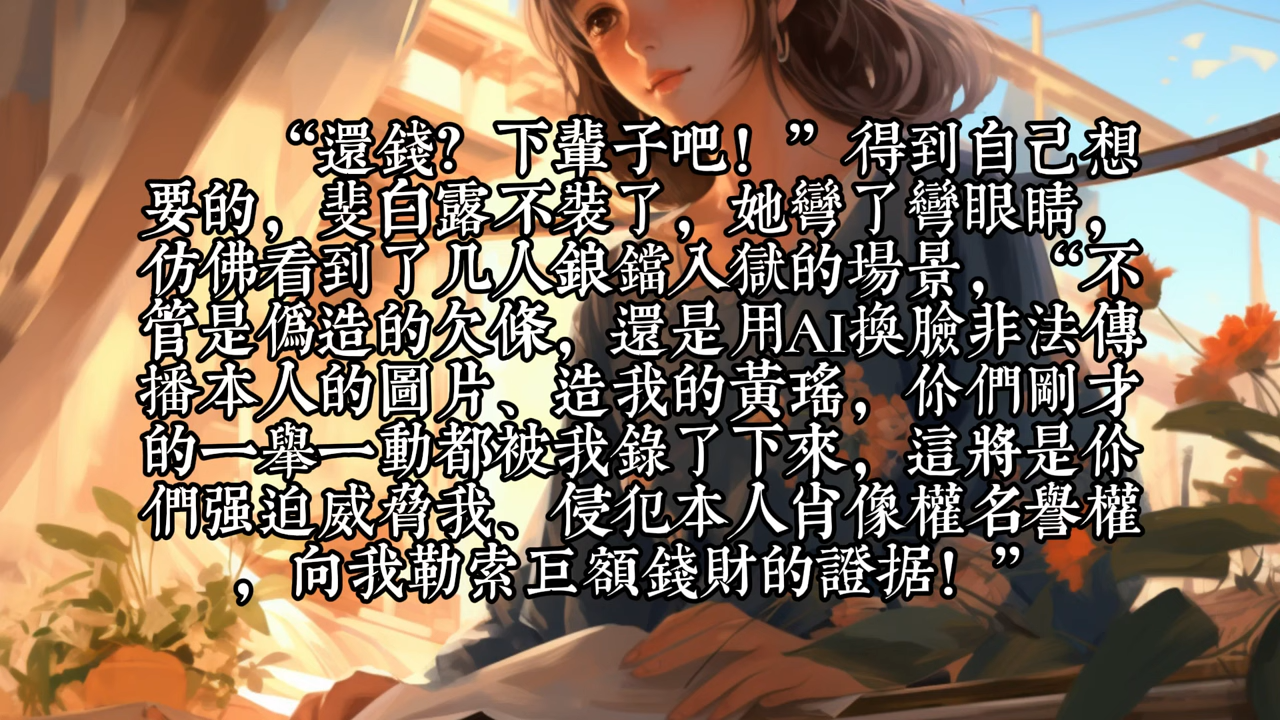 “還錢？下輩子吧！”得到自己想
要的，斐白露不裝了，她彎了彎眼睛，
仿佛看到了几人鋃鐺入獄的場景，“不
管是僞造的欠條，還是用AI換臉非法傳
播本人的圖片、造我的黃瑤，伱們剛才
的一舉一動都被我錄了下來，這將是伱
們强迫威脅我、侵犯本人肖像權名譽權
，向我勒索巨額錢財的證据！”